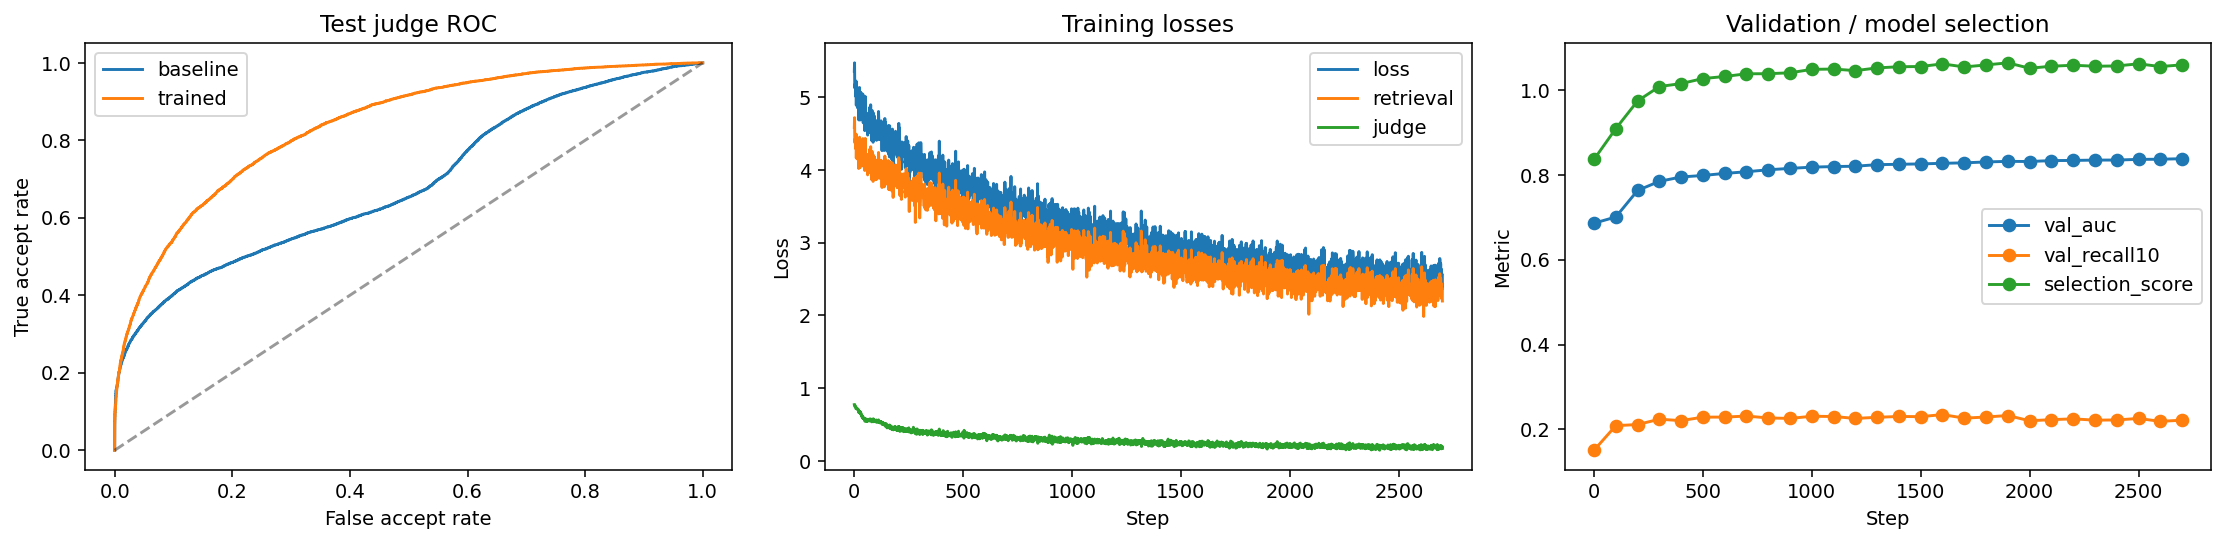 Test judge ROC
baseline
trained
1.0
0.8
0.6
0.4
0.2
0.0
True accept rate
0.0 0.2 0.4 0.6 0.8 1.0
False accept rate
Training losses
loss
retrieval
judge
5
4
3
2
1
0
Loss
0 500 1000 1500 2000 2500
Step
Validation / model selection
1.0
0.8
0.6
0.4
0.2
Metric
val_auc
val_recall10
selection_score
0 500 1000 1500 2000 2500
Step